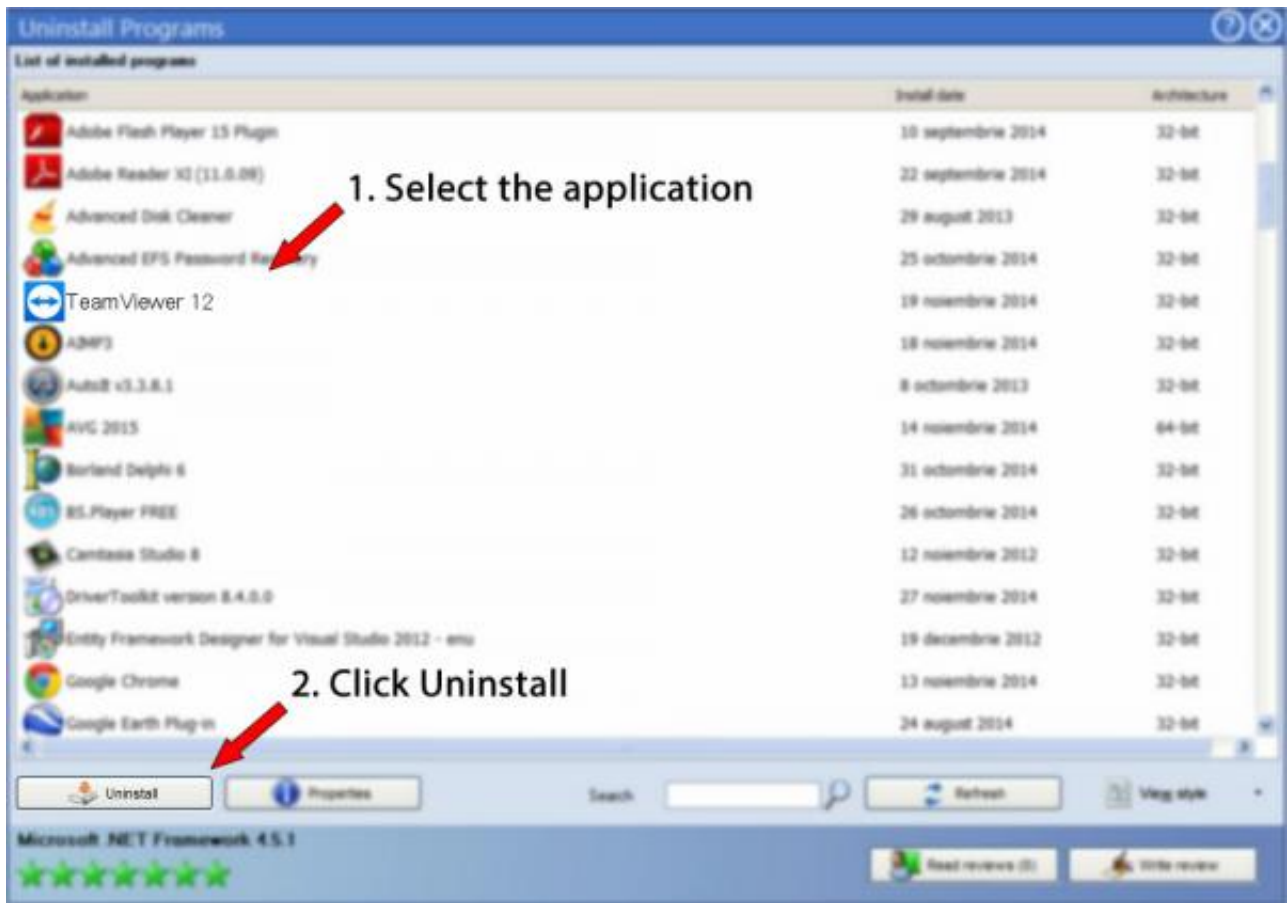 Uninstall Programs
List of installed programs
Application Install date Architecture
Adobe Flash Player 15 Plugin 10 septembrie 2014 32-bit
Adobe Reader XI (11.0.09) 22 septembrie 2014 32-bit
1. Select the application
Advanced Disk Cleaner 29 august 2013 32-bit
Advanced EFS Password 25 octombrie 2014 32-bit
TeamViewer 12 19 noiembrie 2014 32-bit
AIMP3 18 noiembrie 2014 32-bit
AutoIt v3.3.8.1 8 octombrie 2013 32-bit
AVG 2015 14 noiembrie 2014 64-bit
Borland Delphi 6 31 octombrie 2014 32-bit
BS.Player FREE 26 octombrie 2014 32-bit
Camtasia Studio 8 12 noiembrie 2012 32-bit
DriverToolkit version 8.4.0.0 27 noiembrie 2014 32-bit
Entity Framework Designer for Visual Studio 2012 - enu 19 decembrie 2012 32-bit
Google Chrome 13 noiembrie 2014 32-bit
2. Click Uninstall
Google Earth Plug-in 24 august 2014 32-bit
Uninstall Properties Search Refresh View style
Microsoft .NET Framework 4.5.1
Read reviews (0) Write review